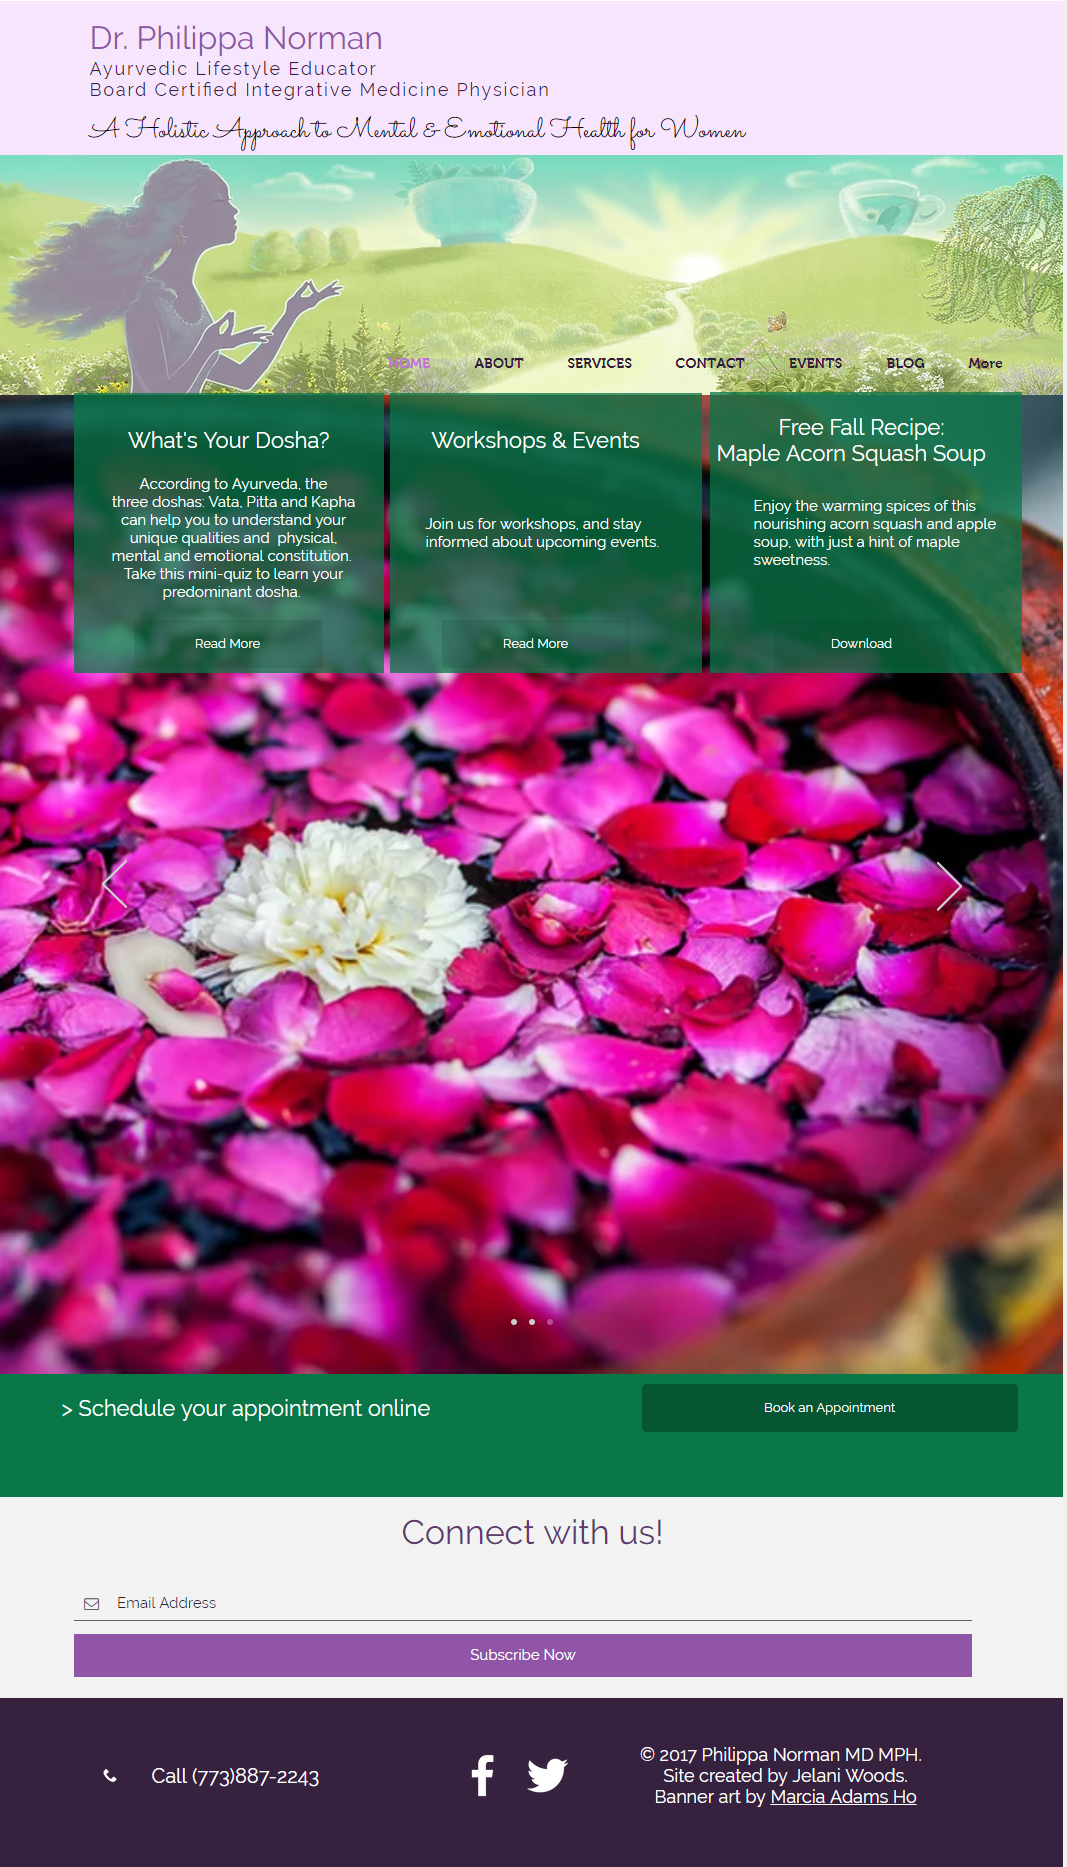 Dr. Philippa Norman
Ayurvedic Lifestyle Educator
Board Certified Integrative Medicine Physician
A Holistic Approach to Mental & Emotional Health for Women
HOME
ABOUT
SERVICES
CONTACT
EVENTS
BLOG
More
What's Your Dosha?
According to Ayurveda, the
three doshas: Vata, Pitta and Kapha
can help you to understand your
unique qualities and physical,
mental and emotional constitution.
Take this mini-quiz to learn your
predominant dosha.
Read More
Workshops & Events
Join us for workshops, and stay
informed about upcoming events.
Read More
Free Fall Recipe:
Maple Acorn Squash Soup
Enjoy the warming spices of this
nourishing acorn squash and apple
soup, with just a hint of maple
sweetness.
Download
> Schedule your appointment online
Book an Appointment
Connect with us!
Email Address
Subscribe Now
Call (773)887-2243
© 2017 Philippa Norman MD MPH.
Site created by Jelani Woods.
Banner art by Marcia Adams Ho